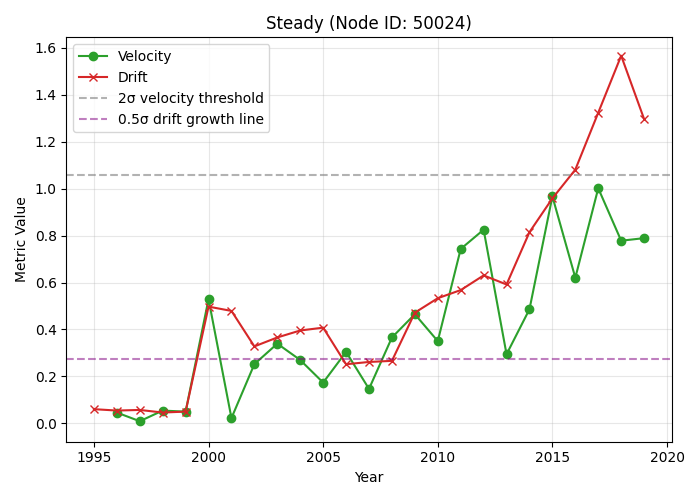 Steady (Node ID: 50024)
Velocity
Drift
2σ velocity threshold
0.5σ drift growth line
Metric Value
1.6
1.4
1.2
1.0
0.8
0.6
0.4
0.2
0.0
1995 2000 2005 2010 2015 2020
Year